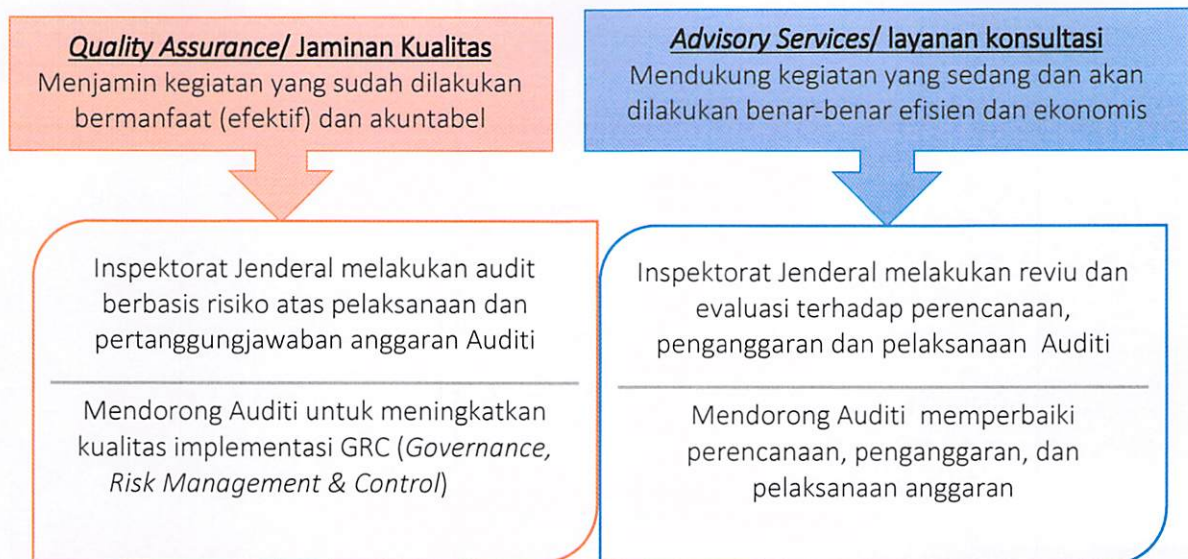 Quality Assurance/ Jaminan Kualitas
Menjamin kegiatan yang sudah dilakukan
bermanfaat (efektif) dan akuntabel
Inspektorat Jenderal melakukan audit
berbasis risiko atas pelaksanaan dan
pertanggungjawaban anggaran Auditi
Mendorong Auditi untuk meningkatkan
kualitas implementasi GRC (Governance,
Risk Management & Control)
Advisory Services/ layanan konsultasi
Mendukung kegiatan yang sedang dan akan
dilakukan benar-benar efisien dan ekonomis
Inspektorat Jenderal melakukan reviu dan
evaluasi terhadap perencanaan,
penganggaran dan pelaksanaan Auditi
Mendorong Auditi memperbaiki
perencanaan, penganggaran, dan
pelaksanaan anggaran